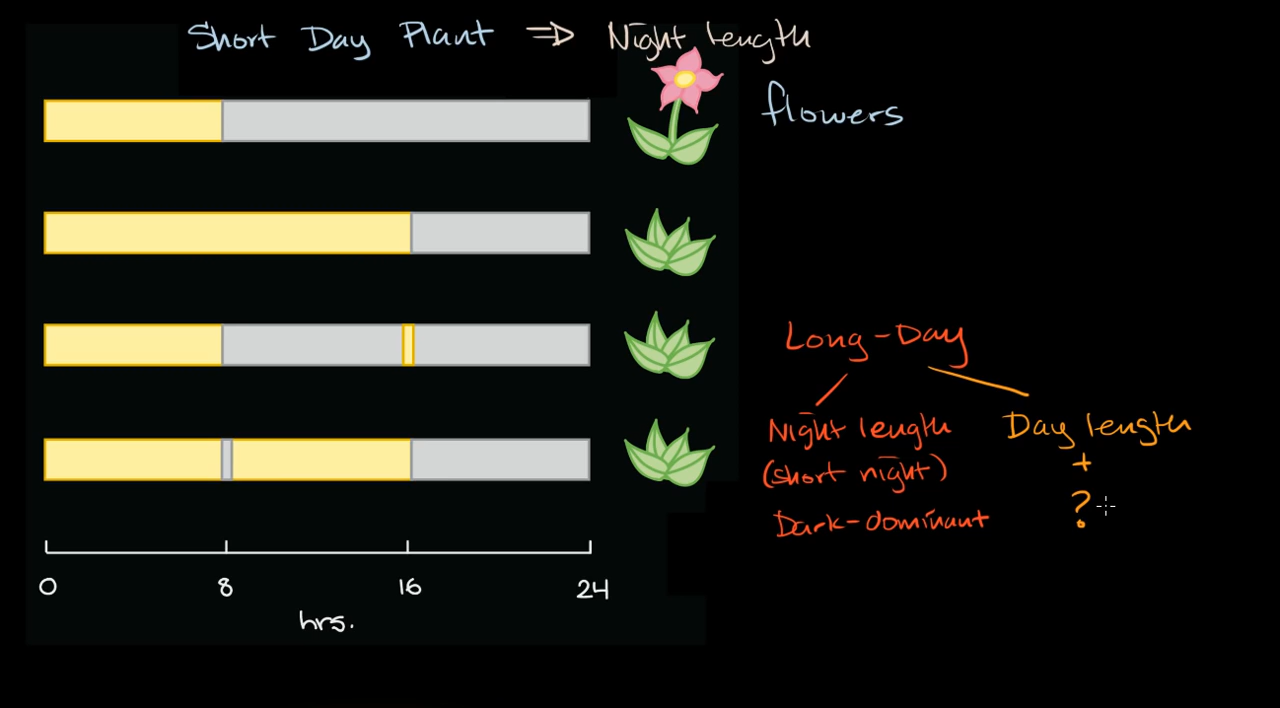 Short Day Plant ⇒ Night length
flowers
Long-Day
Night length
(short night)
Dark-dominant
Day length
+
?
0 8 16 24
hrs.